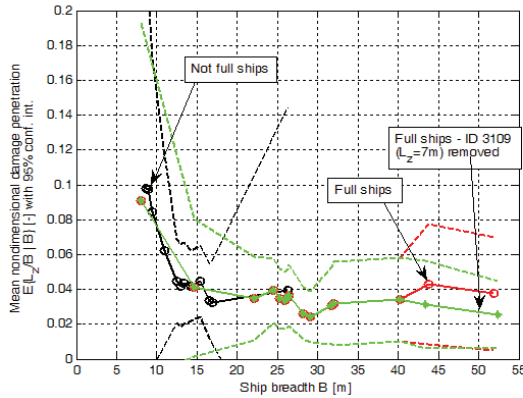 0.2
0.18
0.16
0.14
0.12
0.1
0.08
0.06
0.04
0.02
0
0 5 10 15 20 25 30 35 40 45 50
Mean nondimensional damage penetration
E[L_Z/B | B] [-] with 95% conf. int.
Ship breadth B [m]
Not full ships
Full ships - ID 3109
(L_z=7m) removed
Full ships